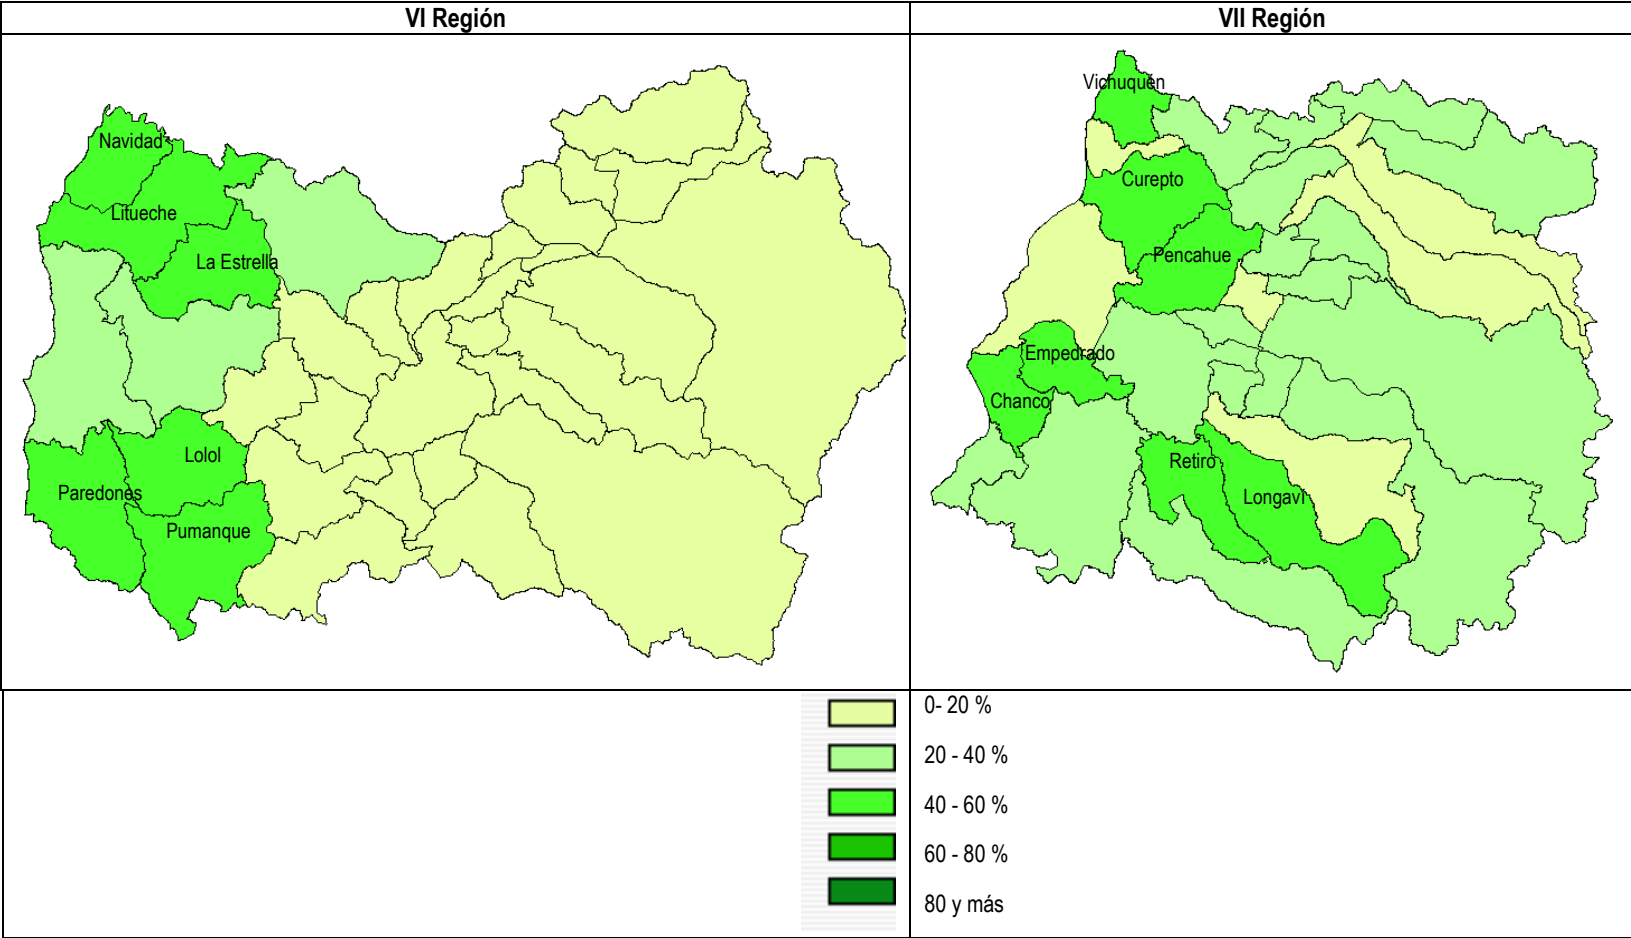 VI Región
VII Región
Navidad
Litueche
La Estrella
Lolol
Paredones
Pumanque
Vichuquén
Curepto
Pencahue
Empedrado
Chanco
Retiro
Longaví
0- 20 %
20 - 40 %
40 - 60 %
60 - 80 %
80 y más